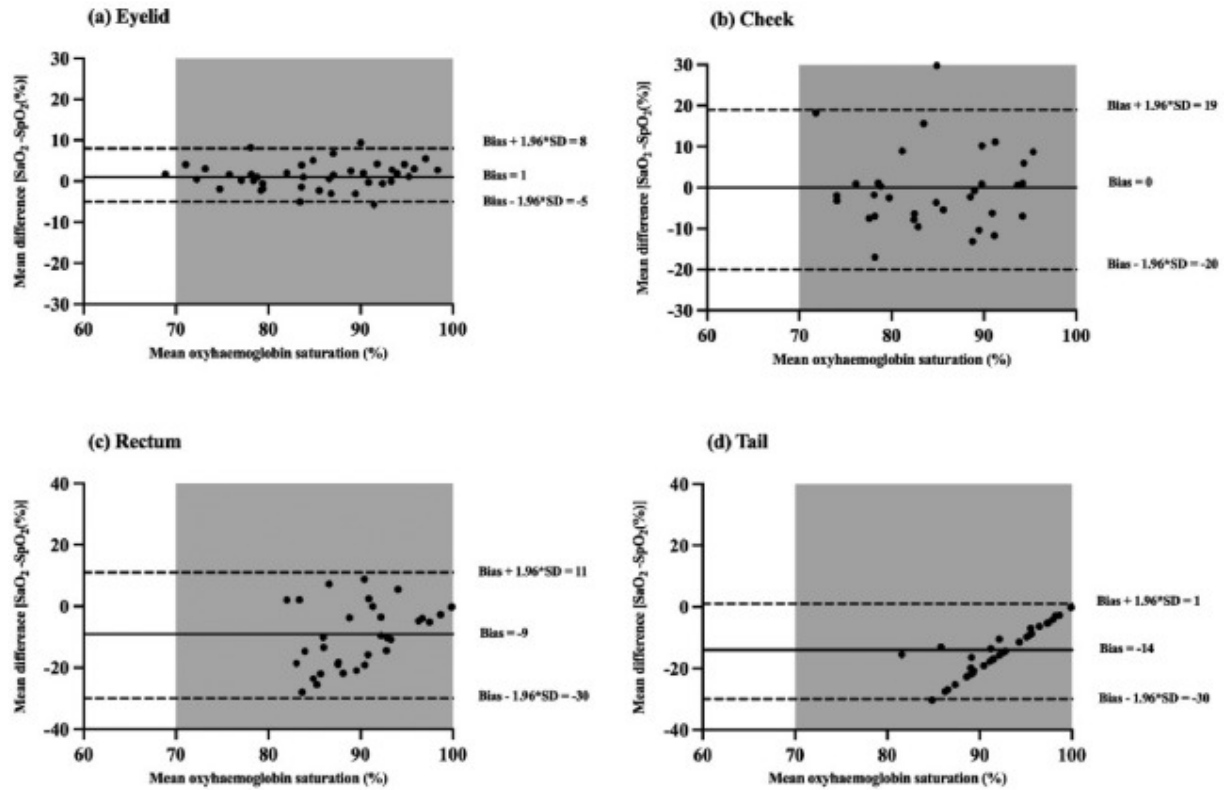 (a) Eyelid
Mean difference [SaO2 -SpO2(%)]
30
20
10
0
-10
-20
-30
60
70
80
90
100
Mean oxyhaemoglobin saturation (%)
Bias + 1.96*SD = 8
Bias = 1
Bias - 1.96*SD = -5
(b) Cheek
Mean difference [SaO2 -SpO2(%)]
30
20
10
0
-10
-20
-30
60
70
80
90
100
Mean oxyhaemoglobin saturation (%)
Bias + 1.96*SD = 19
Bias = 0
Bias - 1.96*SD = -20
(c) Rectum
Mean difference [SaO2 -SpO2(%)]
40
20
0
-20
-40
60
70
80
90
100
Mean oxyhaemoglobin saturation (%)
Bias + 1.96*SD = 11
Bias = -9
Bias - 1.96*SD = -30
(d) Tail
Mean difference [SaO2 -SpO2(%)]
40
20
0
-20
-40
60
70
80
90
100
Mean oxyhaemoglobin saturation (%)
Bias + 1.96*SD = 1
Bias = -14
Bias - 1.96*SD = -30